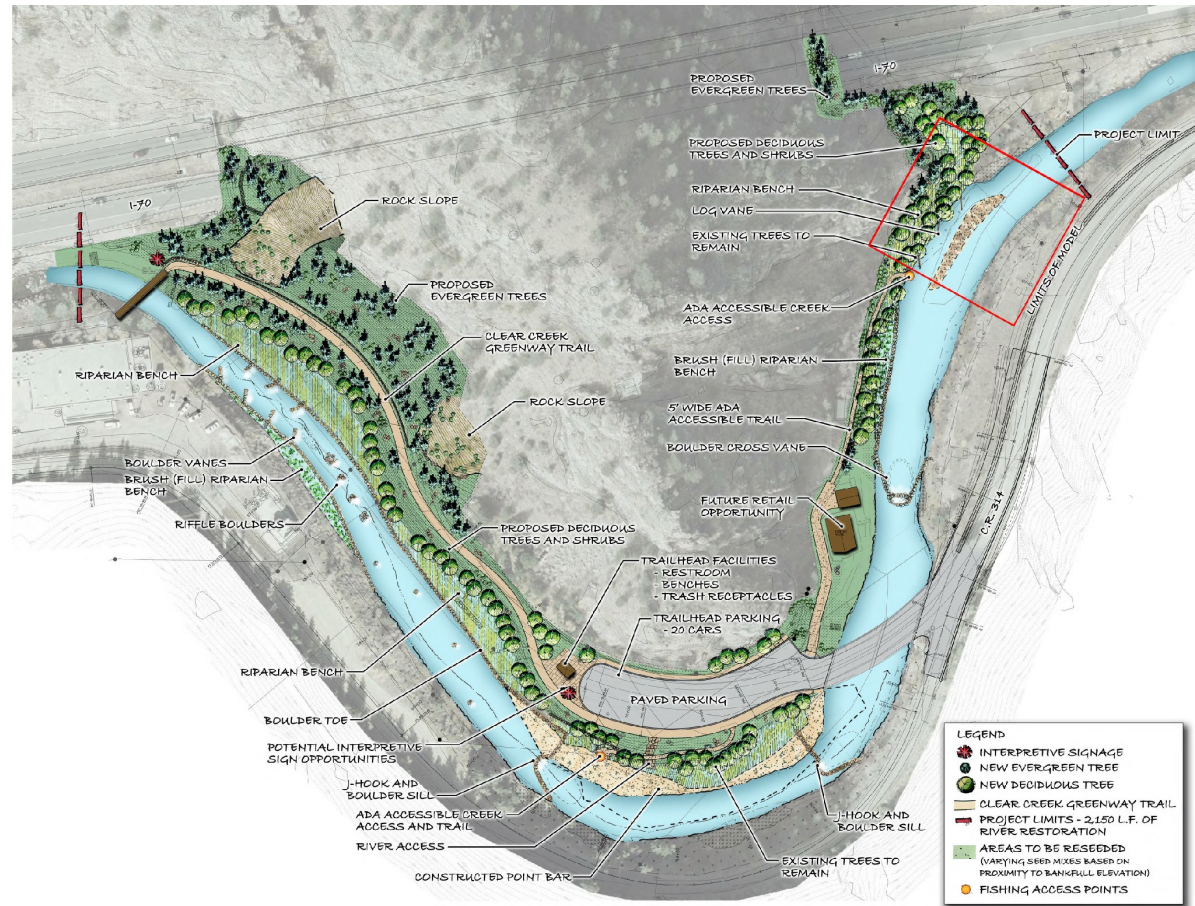 I-70
PROPOSED
EVERGREEN TREES
PROPOSED DECIDUOUS
TREES AND SHRUBS
PROJECT LIMIT
RIPARIAN BENCH
LOG VANE
EXISTING TREES TO
REMAIN
LIMITS OF MODEL
ROCK SLOPE
I-70
PROPOSED
EVERGREEN TREES
ADA ACCESSIBLE CREEK
ACCESS
CLEAR CREEK
GREENWAY TRAIL
BRUSH (FILL) RIPARIAN
BENCH
RIPARIAN BENCH
ROCK SLOPE
5' WIDE ADA
ACCESSIBLE TRAIL
BOULDER CROSS VANE
BOULDER VANES
BRUSH (FILL) RIPARIAN
BENCH
RIFFLE BOULDERS
FUTURE RETAIL
OPPORTUNITY
C.R. 314
PROPOSED DECIDUOUS
TREES AND SHRUBS
TRAILHEAD FACILITIES
- RESTROOM
- BENCHES
- TRASH RECEPTACLES
TRAILHEAD PARKING
- 20 CARS
RIPARIAN BENCH
PAVED PARKING
BOULDER TOE
POTENTIAL INTERPRETIVE
SIGN OPPORTUNITIES
J-HOOK AND
BOULDER SILL
ADA ACCESSIBLE CREEK
ACCESS AND TRAIL
RIVER ACCESS
CONSTRUCTED POINT BAR
J-HOOK AND
BOULDER SILL
EXISTING TREES TO
REMAIN
LEGEND
INTERPRETIVE SIGNAGE
NEW EVERGREEN TREE
NEW DECIDUOUS TREE
CLEAR CREEK GREENWAY TRAIL
PROJECT LIMITS - 2,150 L.F. OF
RIVER RESTORATION
AREAS TO BE RESEEDED
(VARYING SEED MIXES BASED ON
PROXIMITY TO BANKFULL ELEVATION)
FISHING ACCESS POINTS